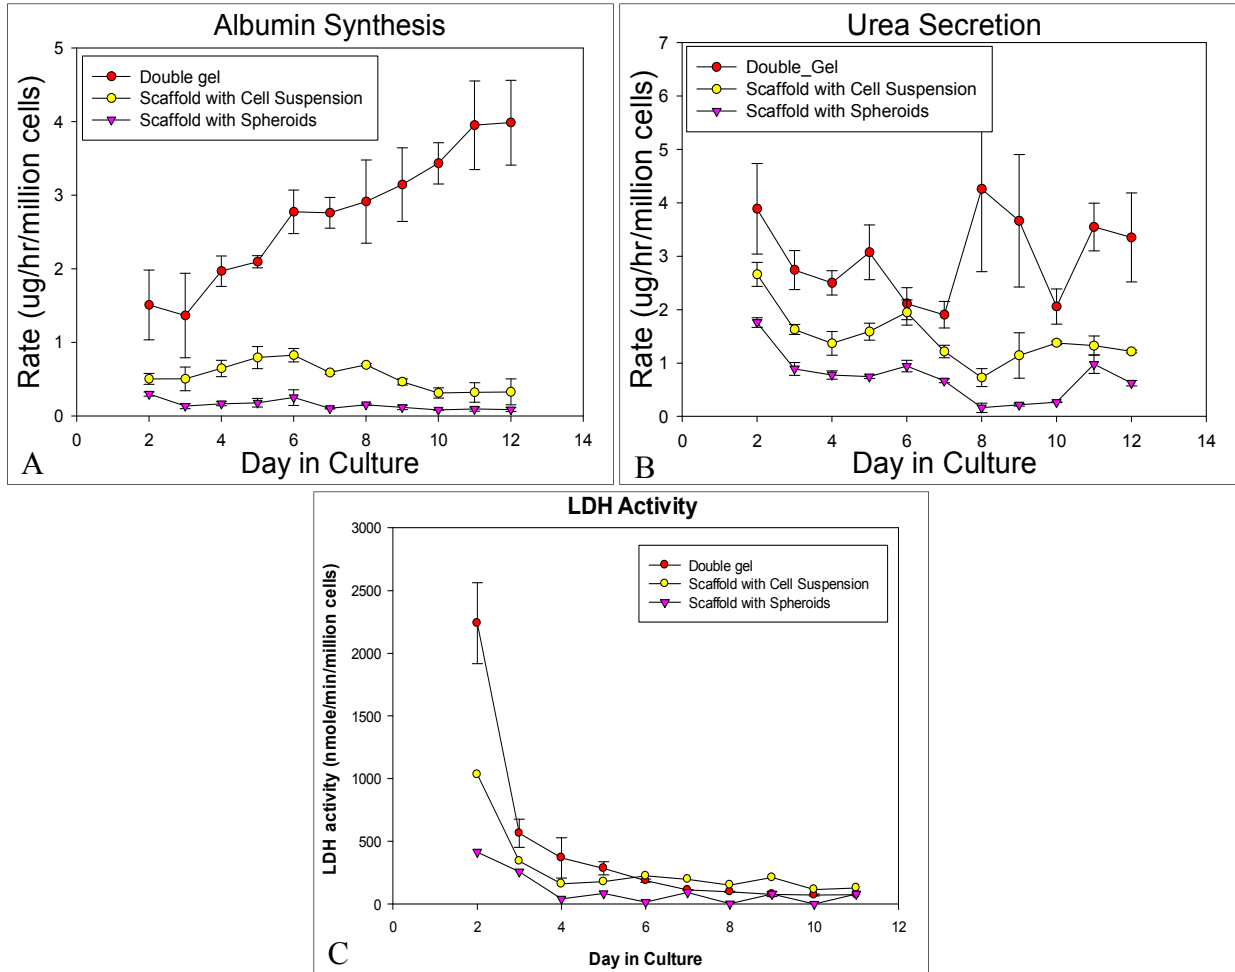 Albumin Synthesis
Rate (ug/hr/million cells)
5
4
3
2
1
0
Double gel
Scaffold with Cell Suspension
Scaffold with Spheroids
0 2 4 6 8 10 12 14
Day in Culture
A
Urea Secretion
Rate (ug/hr/million cells)
7
6
5
4
3
2
1
0
Double_Gel
Scaffold with Cell Suspension
Scaffold with Spheroids
0 2 4 6 8 10 12 14
Day in Culture
B
LDH Activity
LDH activity (nmole/min/million cells)
3000
2500
2000
1500
1000
500
0
Double gel
Scaffold with Cell Suspension
Scaffold with Spheroids
0 2 4 6 8 10 12
Day in Culture
C